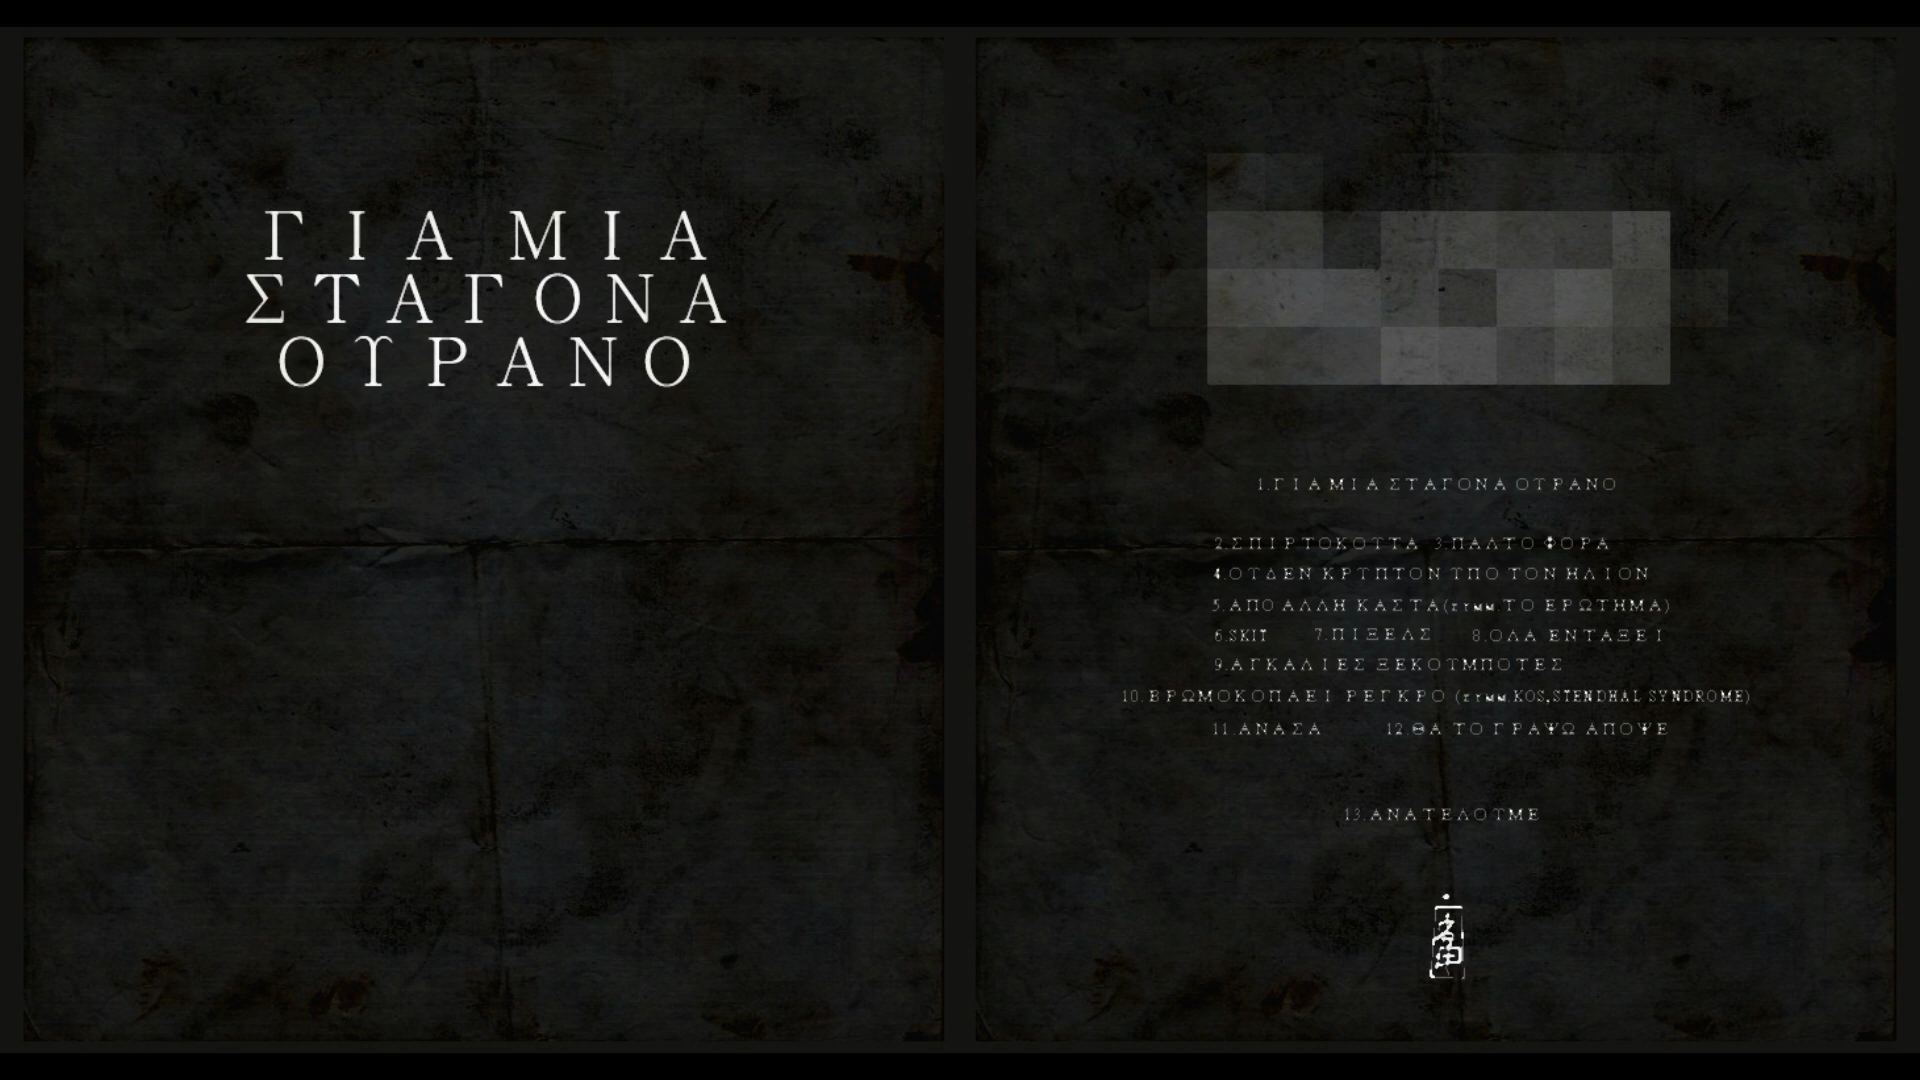 ΓΙΑ ΜΙΑ
ΣΤΑΓΟΝΑ
ΟΥΡΑΝΟ
1.ΓΙΑ ΜΙΑ ΣΤΑΓΟΝΑ ΟΥΡΑΝΟ
2.ΣΠΙΡΤΟΚΟΥΤΑ 3.ΠΑΛΤΟ ΦΟΡΑ
4.ΟΥΔΕΝ ΚΡΥΠΤΟΝ ΥΠΟ ΤΟΝ ΗΛΙΟΝ
5.ΑΠΟ ΑΛΛΗ ΚΑΣΤΑ(ΣΥΜΜ.ΤΟ ΕΡΩΤΗΜΑ)
6.SKIT 7.ΠΙΞΕΛΣ 8.ΟΛΑ ΕΝΤΑΞΕΙ
9.ΑΓΚΑΛΙΕΣ ΞΕΚΟΥΜΠΟΤΕΣ
10.ΒΡΩΜΟΚΟΠΑΕΙ ΡΕΓΚΡΟ (ΣΥΜΜ.KOS,STENDHAL SYNDROME)
11.ΑΝΑΣΑ 12.ΘΑ ΤΟ ΓΡΑΨΩ ΑΠΟΨΕ
13.ΑΝΑΤΕΛΟΥΜΕ